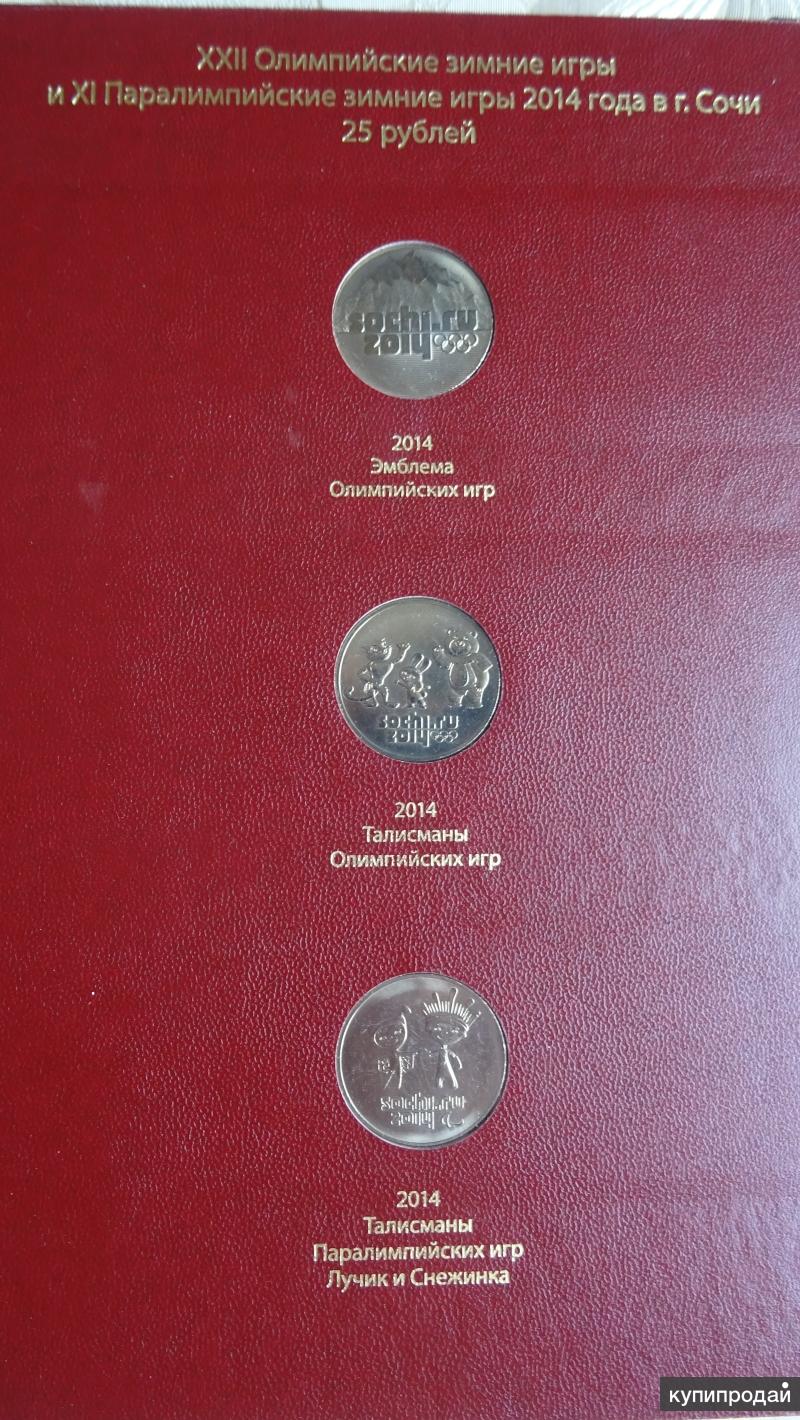 XXII Олимпийские зимние игры
и XI Паралимпийские зимние игры 2014 года в г. Сочи
25 рублей
sochi.ru
2014
2014
Эмблема
Олимпийских игр
sochi.ru
2014
2014
Талисманы
Олимпийских игр
sochi.ru
2014
2014
Талисманы
Паралимпийских игр
Лучик и Снежинка
купипродай